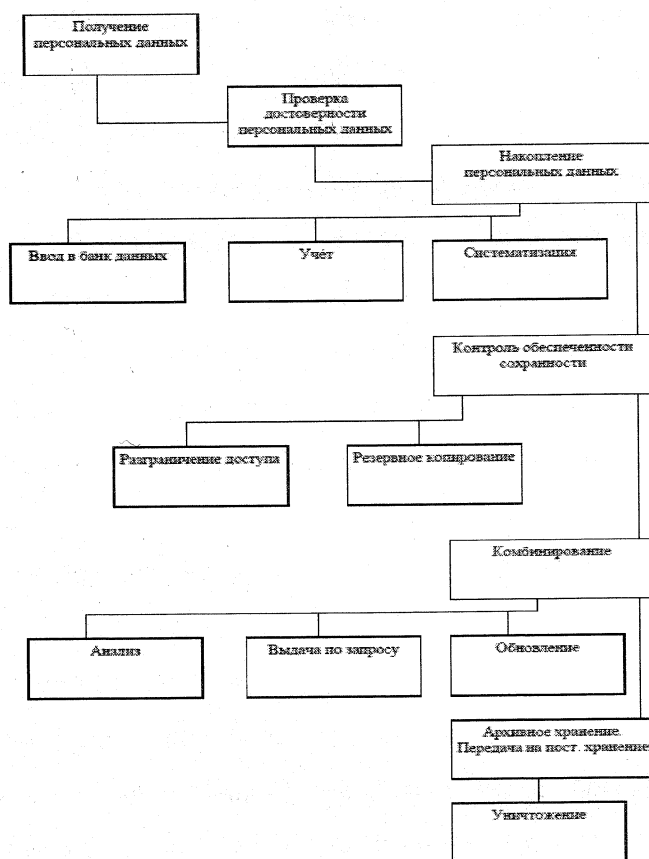 Получение
персональных данных
Проверка
достоверности
персональных данных
Накопление
персональных данных
Ввод в банк данных
Учёт
Систематизация
Контроль обеспеченности
сохранности
Разграничение доступа
Резервное копирование
Комбинирование
Анализ
Выдача по запросу
Обновление
Архивное хранение.
Передача на пост. хранение
Уничтожение